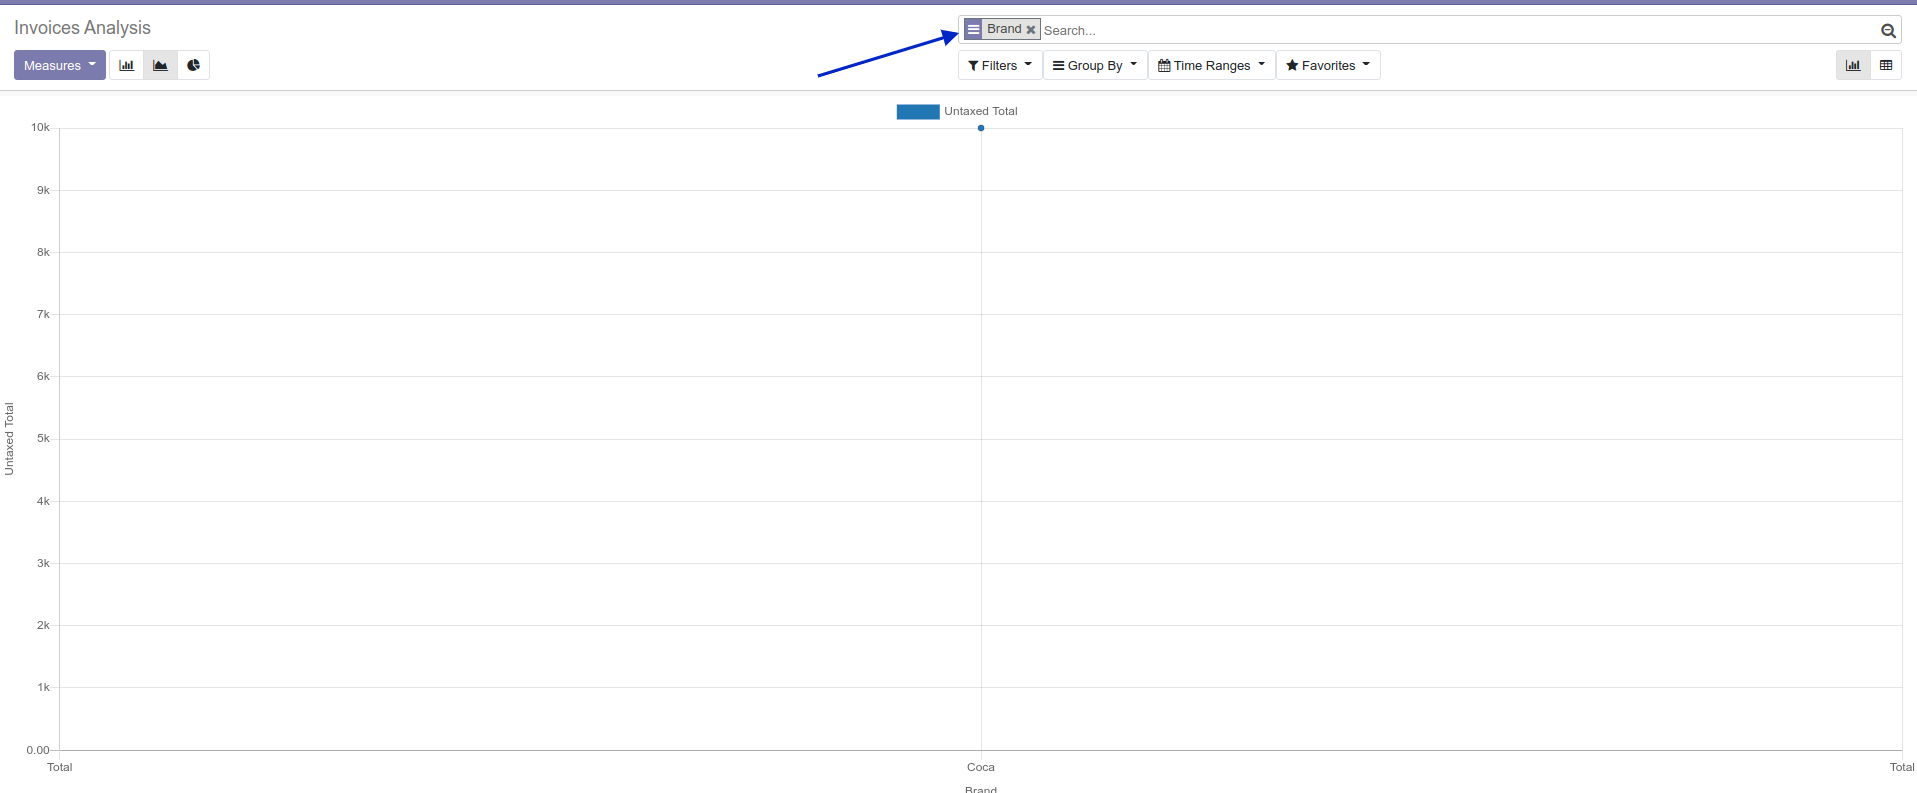 Invoices Analysis
Brand Search...
Measures
Filters Group By Time Ranges Favorites
Untaxed Total
10k
9k
8k
7k
6k
5k
4k
3k
2k
1k
0.00
Untaxed Total
Total Coca Total
Brand